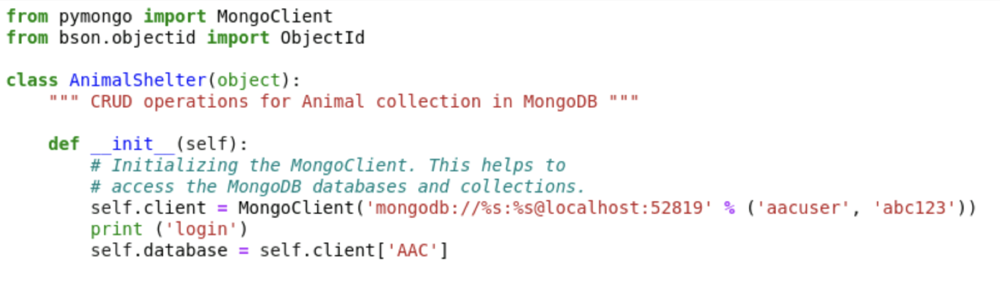 from pymongo import MongoClient
from bson.objectid import ObjectId
class AnimalShelter(object):
""" CRUD operations for Animal collection in MongoDB """
def __init__(self):
# Initializing the MongoClient. This helps to
# access the MongoDB databases and collections.
self.client = MongoClient('mongodb://%s:%s@localhost:52819' % ('aacuser', 'abc123'))
print ('login')
self.database = self.client['AAC']